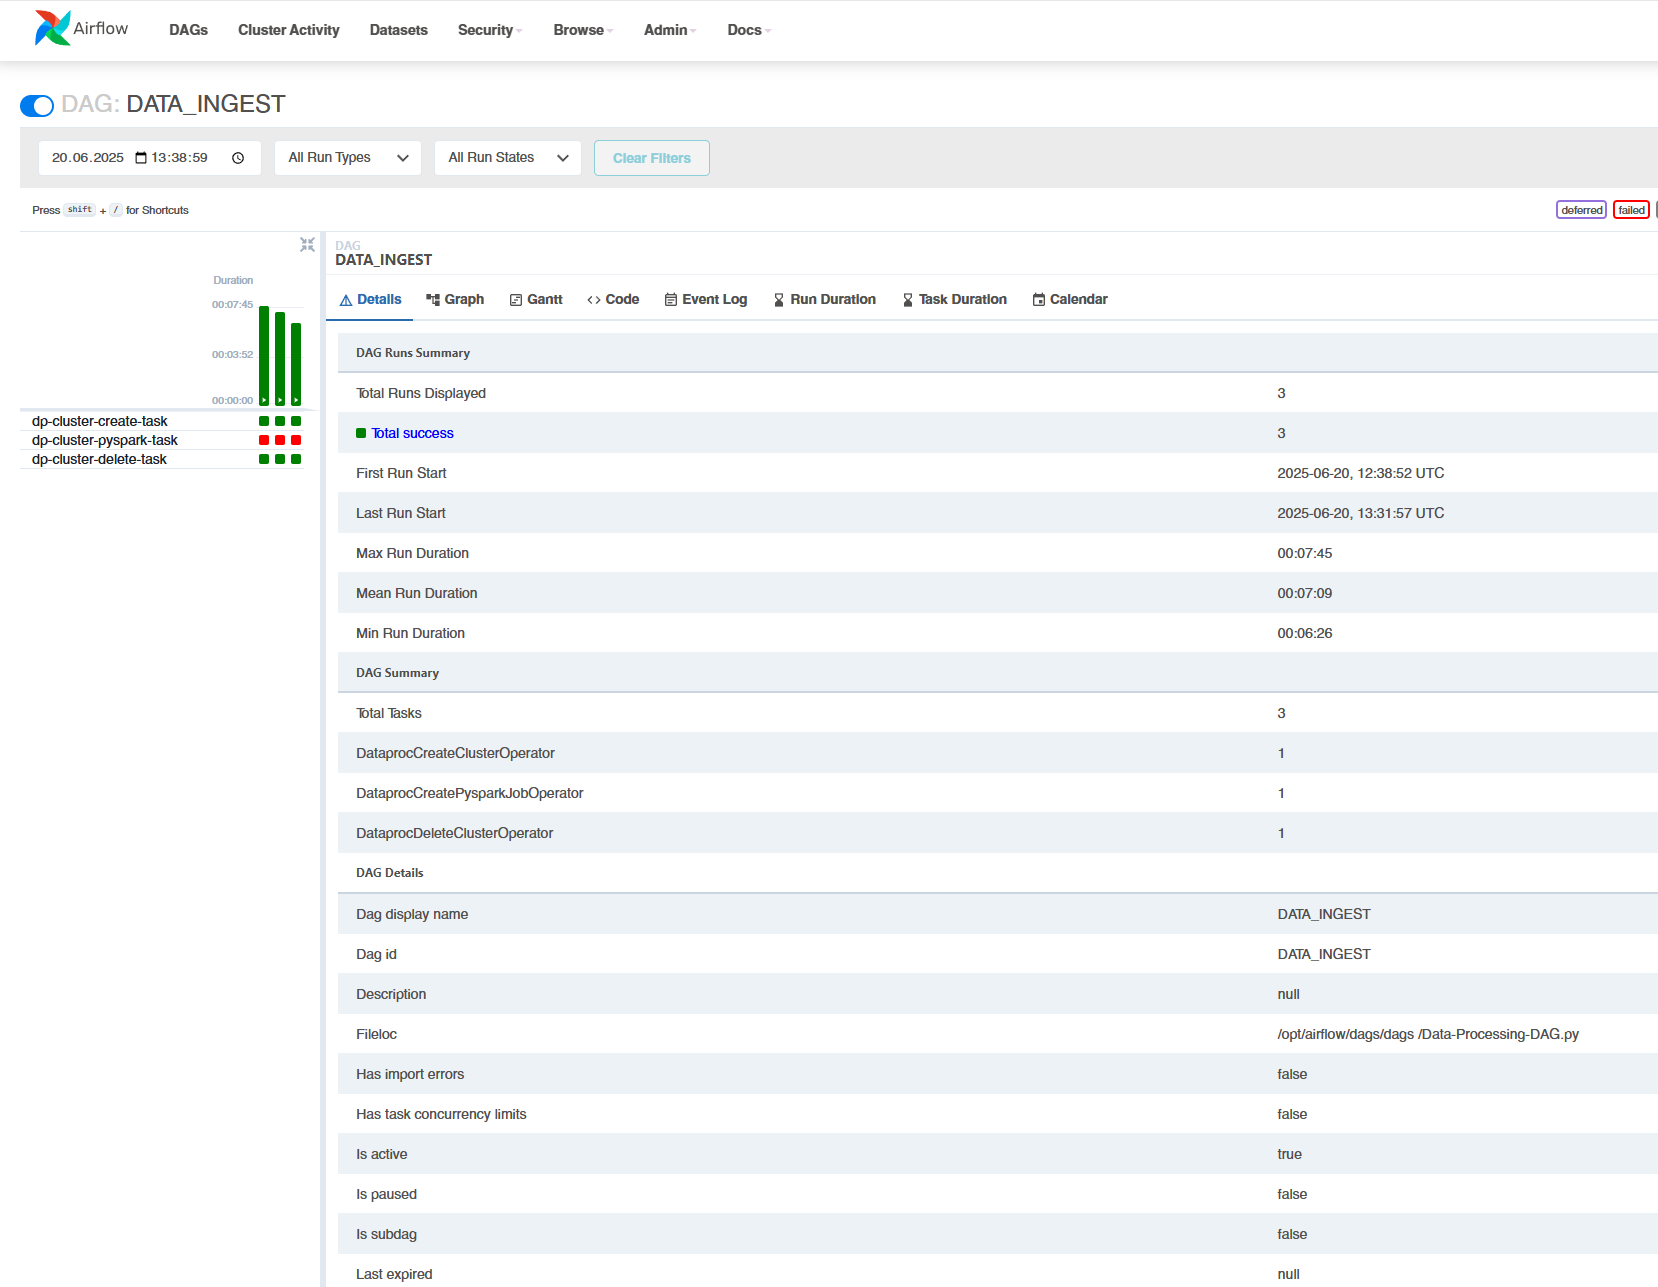 Airflow DAGs Cluster Activity Datasets Security Browse Admin Docs
DAG: DATA_INGEST
20.06.2025 13:38:59 All Run Types All Run States Clear Filters
Press shift + / for Shortcuts
deferred failed
Duration
00:07:45
00:03:52
00:00:00
dp-cluster-create-task
dp-cluster-pyspark-task
dp-cluster-delete-task
DAG
DATA_INGEST
Details Graph Gantt Code Event Log Run Duration Task Duration Calendar
DAG Runs Summary
Total Runs Displayed 3
Total success 3
First Run Start 2025-06-20, 12:38:52 UTC
Last Run Start 2025-06-20, 13:31:57 UTC
Max Run Duration 00:07:45
Mean Run Duration 00:07:09
Min Run Duration 00:06:26
DAG Summary
Total Tasks 3
DataprocCreateClusterOperator 1
DataprocCreatePysparkJobOperator 1
DataprocDeleteClusterOperator 1
DAG Details
Dag display name DATA_INGEST
Dag id DATA_INGEST
Description null
Fileloc /opt/airflow/dags/dags /Data-Processing-DAG.py
Has import errors false
Has task concurrency limits false
Is active true
Is paused false
Is subdag false
Last expired null